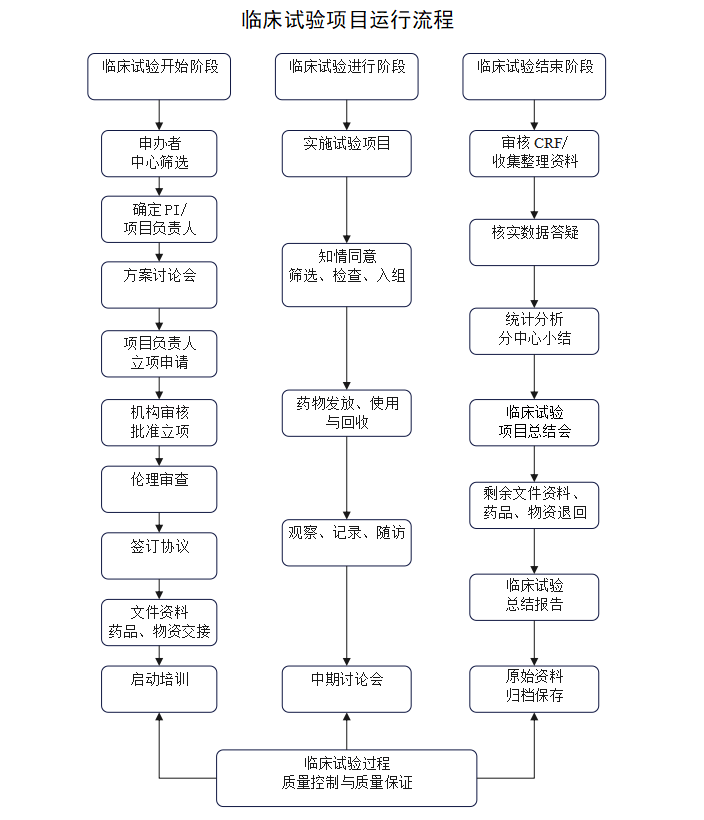 临床试验项目运行流程
临床试验开始阶段
申办者
中心筛选
确定 PI/
项目负责人
方案讨论会
项目负责人
立项申请
机构审核
批准立项
伦理审查
签订协议
文件资料
药品、物资交接
启动培训
临床试验进行阶段
实施试验项目
知情同意
筛选、检查、入组
药物发放、使用
与回收
观察、记录、随访
中期讨论会
临床试验结束阶段
审核 CRF/
收集整理资料
核实数据答疑
统计分析
分中心小结
临床试验
项目总结会
剩余文件资料、
药品、物资退回
临床试验
总结报告
原始资料
归档保存
临床试验过程
质量控制与质量保证